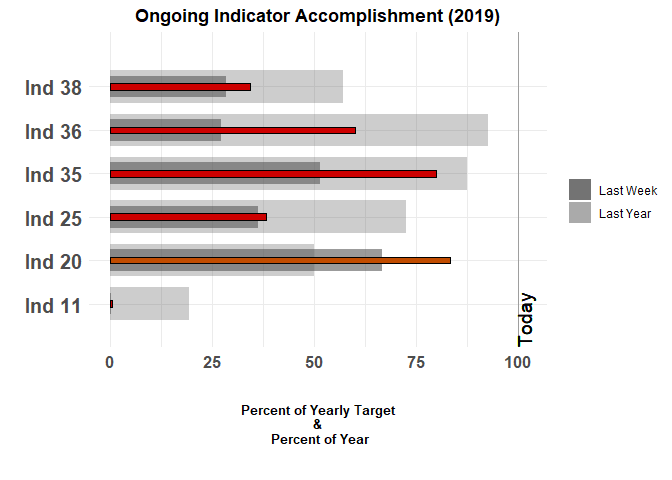 Ongoing Indicator Accomplishment (2019)
Ind 38
Ind 36
Ind 35
Ind 25
Ind 20
Ind 11
Last Week
Last Year
Today
0 25 50 75 100
Percent of Yearly Target
&
Percent of Year